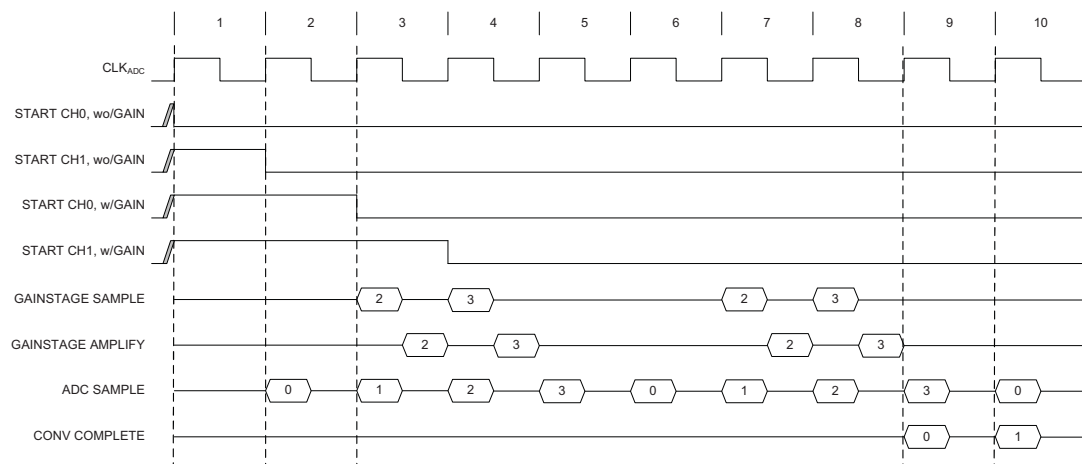 1 2 3 4 5 6 7 8 9 10
CLKADC
START CH0, wo/GAIN
START CH1, wo/GAIN
START CH0, w/GAIN
START CH1, w/GAIN
GAINSTAGE SAMPLE 2 3 2 3
GAINSTAGE AMPLIFY 2 3 2 3
ADC SAMPLE 0 1 2 3 0 1 2 3 0
CONV COMPLETE 0 1